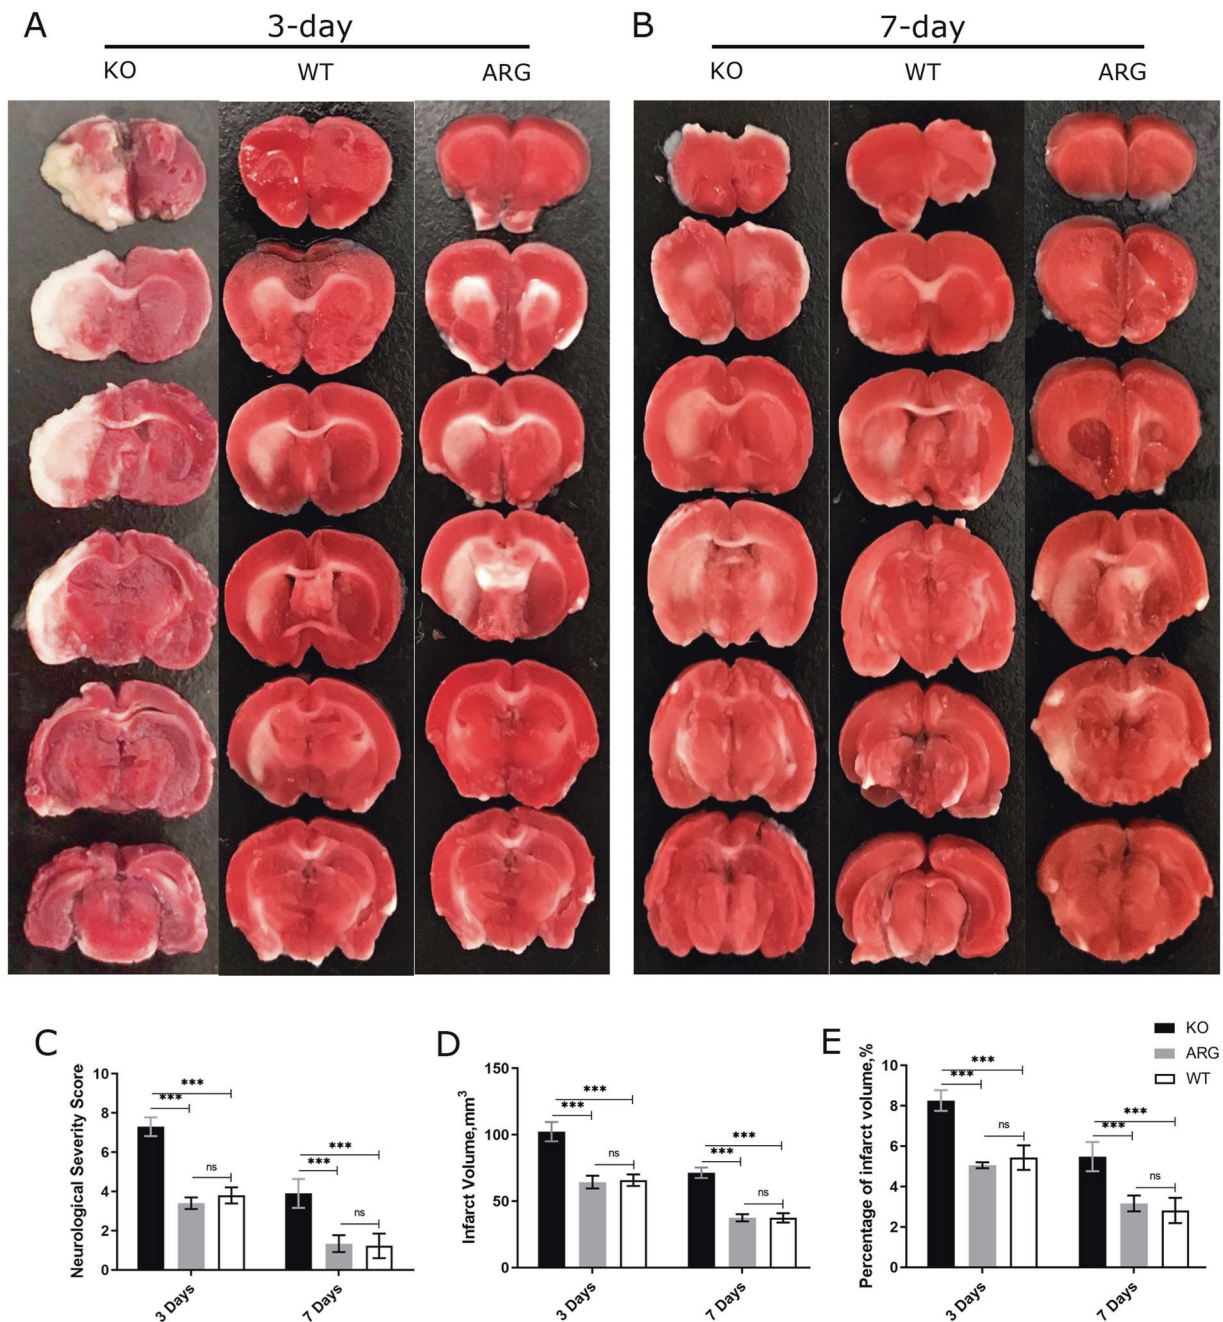 A 3-day
KO WT ARG
B 7-day
KO WT ARG
C
Neurological Severity Score
10
8
6
4
2
0
***
***
ns
***
***
ns
3 Days 7 Days
D
Infarct Volume,mm³
150
100
50
0
***
***
ns
***
***
ns
3 Days 7 Days
E
Percentage of infarct volume,%
10
8
6
4
2
0
***
***
ns
***
***
ns
3 Days 7 Days
KO
ARG
WT